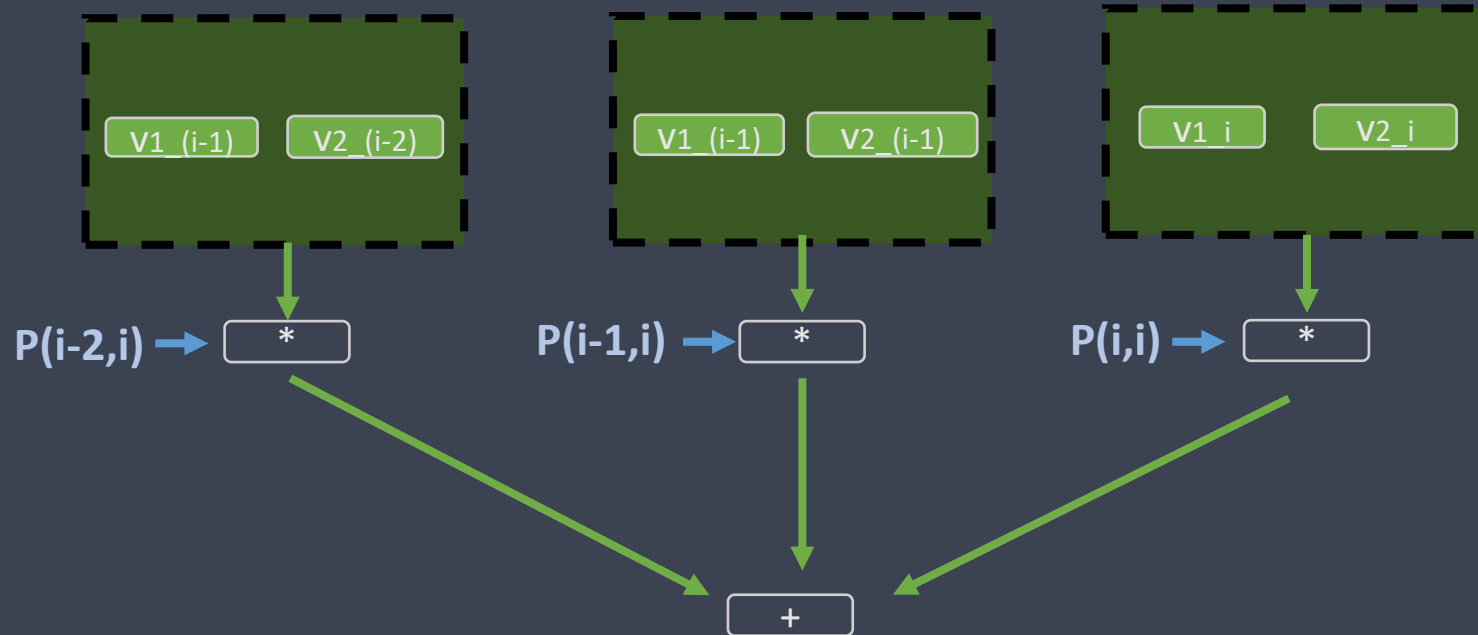 V1_(i-1) V2_(i-2) V1_(i-1) V2_(i-1) V1_i V2_i
P(i-2,i) * P(i-1,i) * P(i,i) *
+